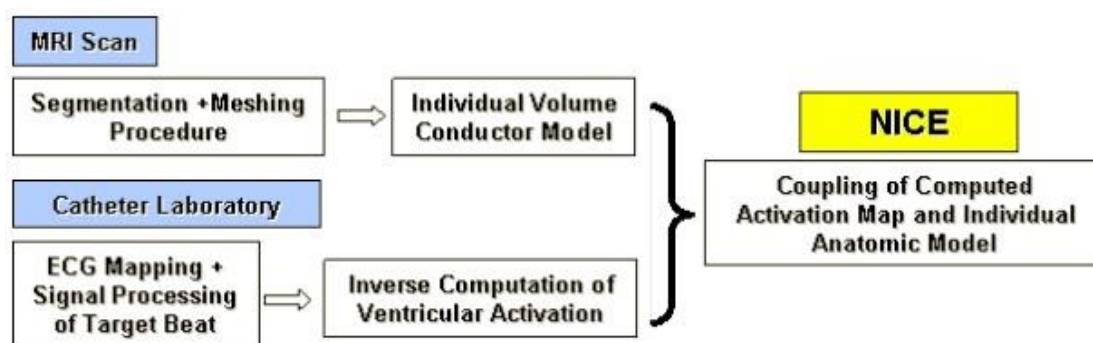 MRI Scan
Segmentation +Meshing
Procedure
Individual Volume
Conductor Model
Catheter Laboratory
ECG Mapping +
Signal Processing
of Target Beat
Inverse Computation of
Ventricular Activation
NICE
Coupling of Computed
Activation Map and Individual
Anatomic Model